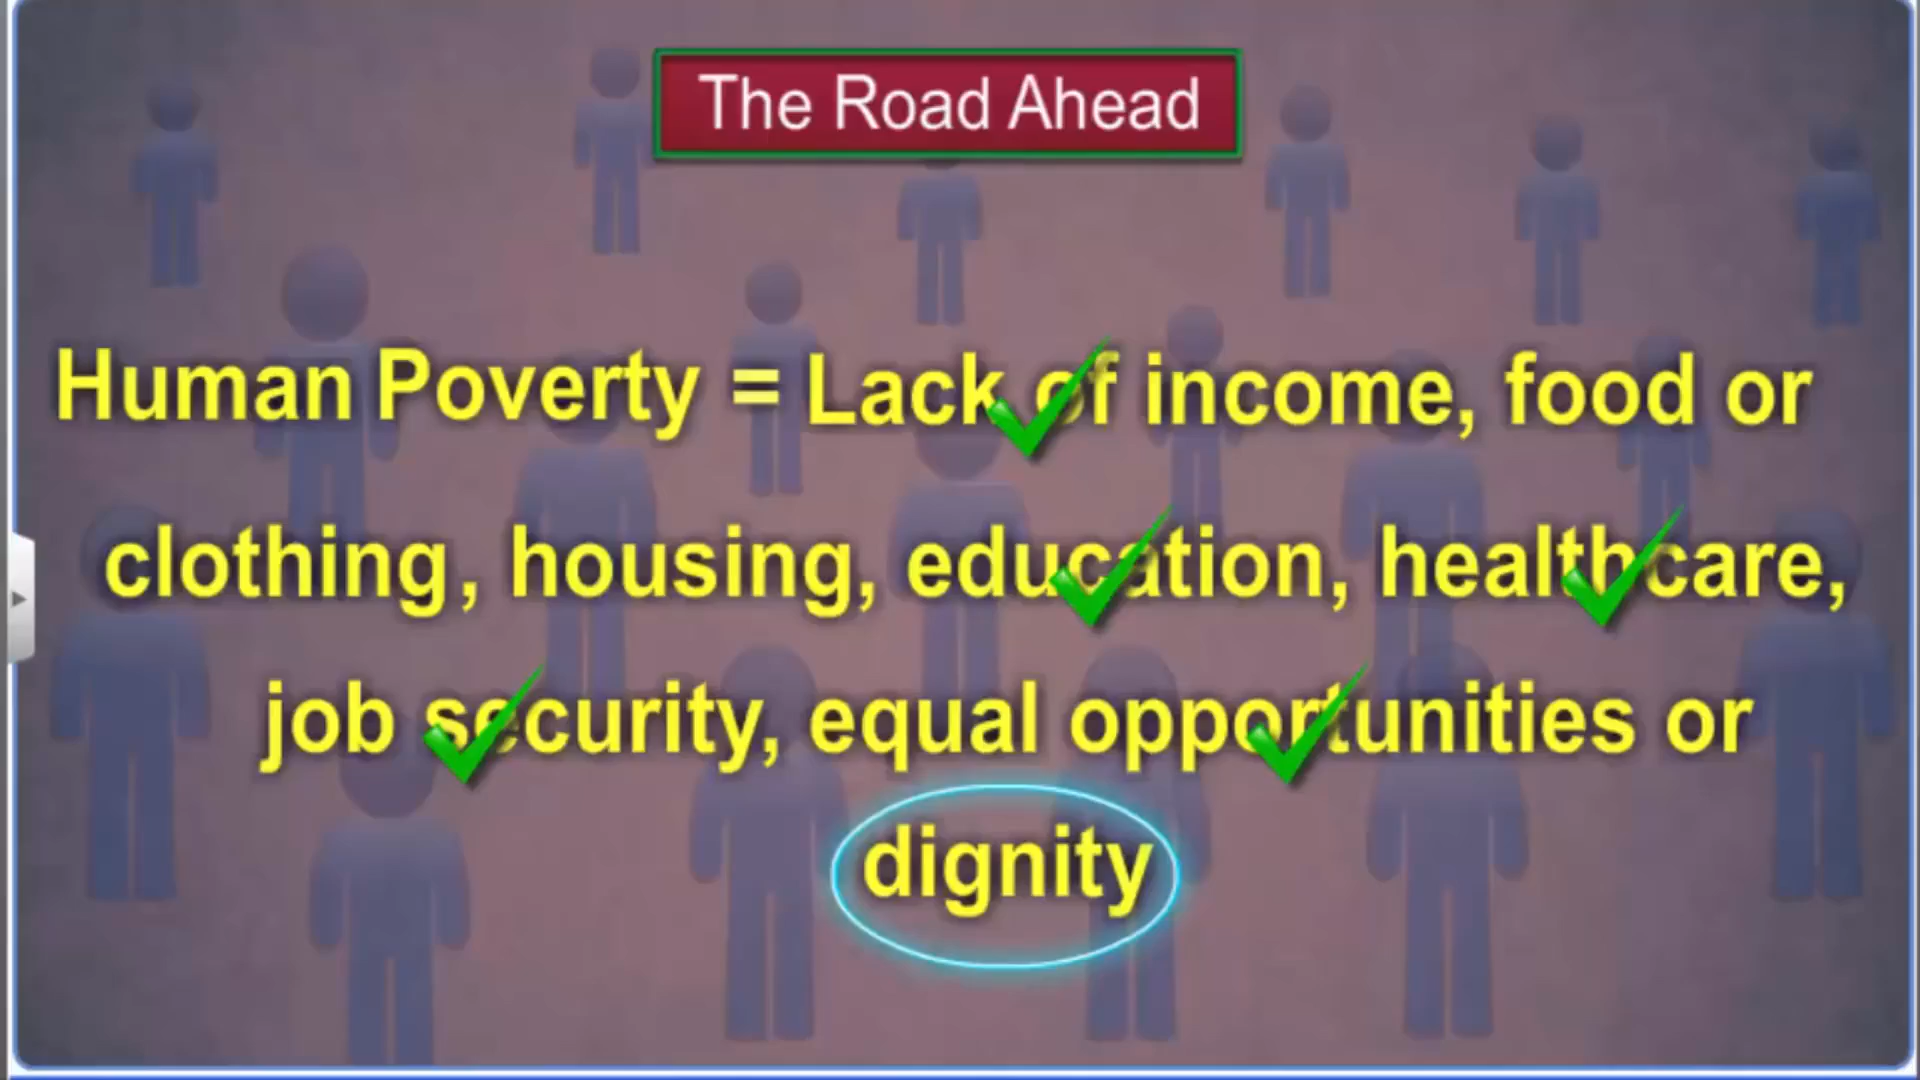 The Road Ahead
Human Poverty = Lack of income, food or
clothing, housing, education, healthcare,
job security, equal opportunities or
dignity